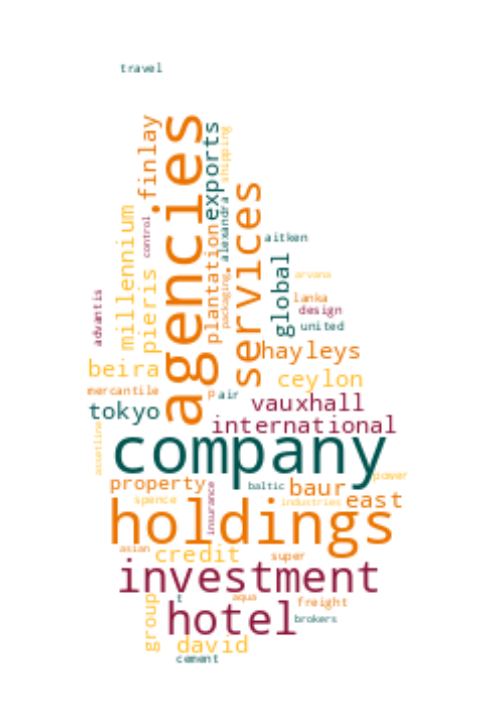 travel
finlay
agencies
exports
shipping
services
millennium
control
plantation
alexandra
aitken
pieris
packaging
global
arvana
advantis
lanka
design
united
hayleys
beira
ceylon
mercantile
p
air
vauxhall
tokyo
international
assetline
company
power
property
insurance
baltic
baur
spence
industries
east
holdings
asian
credit
super
investment
t
aqua
freight
group
hotel
brokers
david
cement